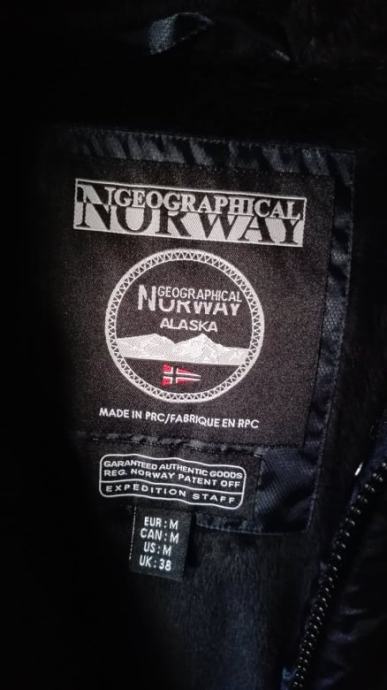 GEOGRAPHICAL
NORWAY
GEOGRAPHICAL
NORWAY
ALASKA
MADE IN PRC/FABRIQUE EN RPC
GARANTEED AUTHENTIC GOODS
REG. NORWAY PATENT OFF
EXPEDITION STAFF
EUR : M
CAN : M
US : M
UK : 38